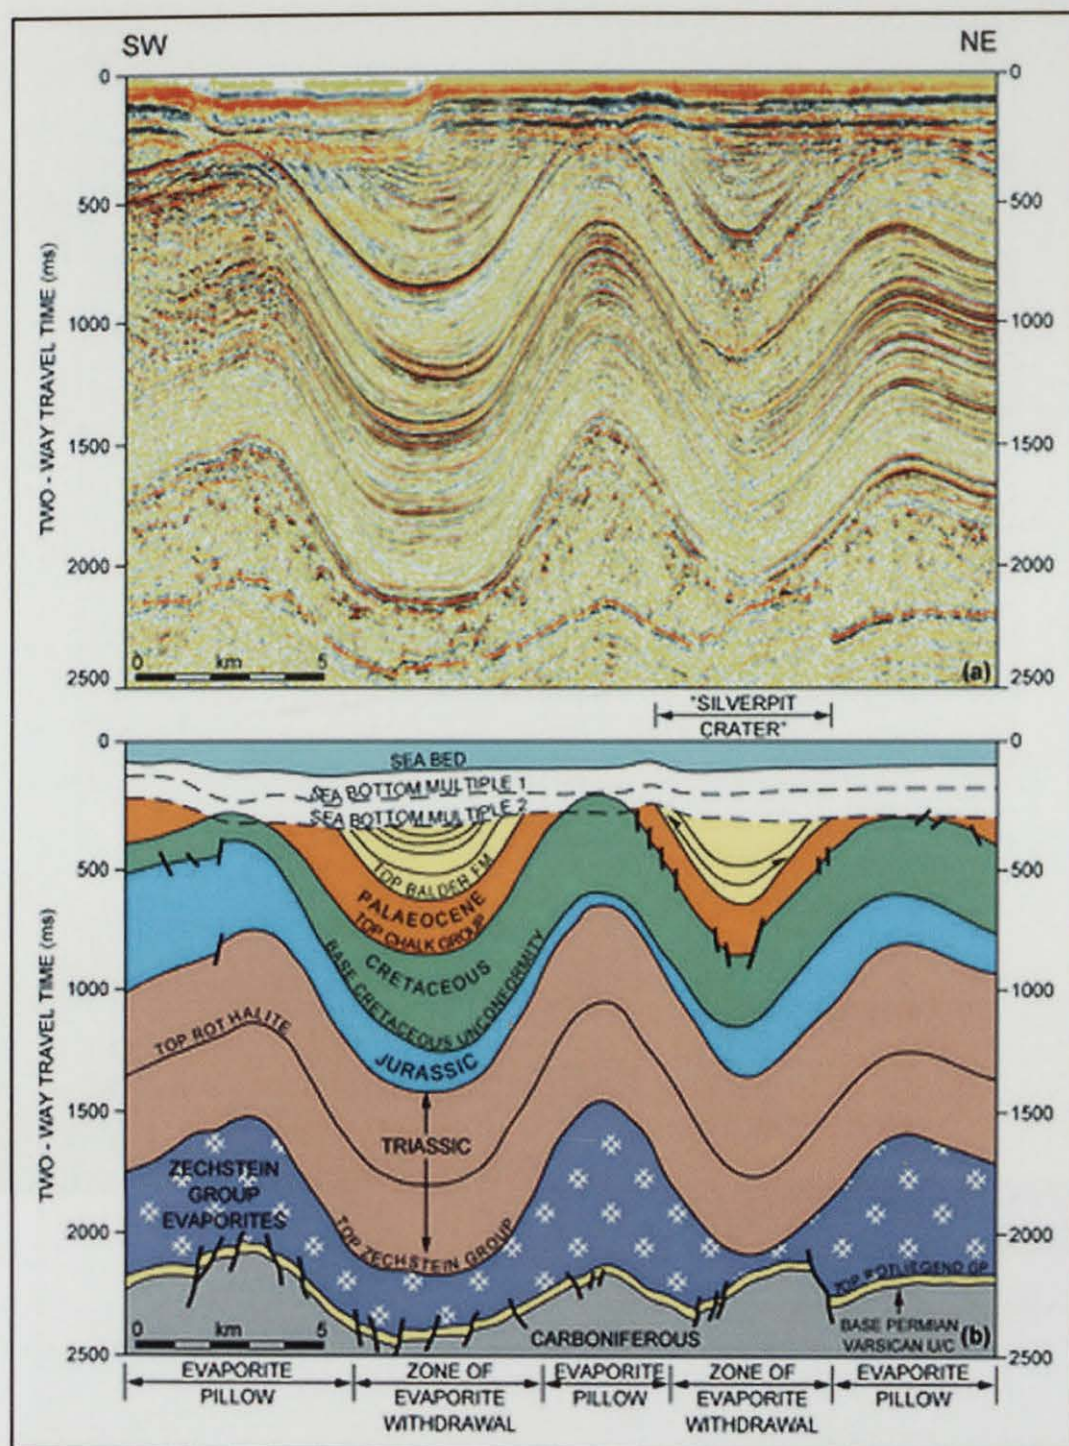 SW
NE
0
500
1000
1500
2000
2500
TWO - WAY TRAVEL TIME (ms)
0
500
1000
1500
2000
2500
0 km 5
(a)
"SILVERPIT
CRATER"
0
500
1000
1500
2000
2500
TWO - WAY TRAVEL TIME (ms)
0
500
1000
1500
2000
2500
SEA BED
SEA BOTTOM MULTIPLE 1
SEA BOTTOM MULTIPLE 2
TOP BALDER FM
PALAEOCENE
TOP CHALK GROUP
CRETACEOUS
BASE CRETACEOUS UNCONFORMITY
JURASSIC
TOP ROT HALITE
TRIASSIC
ZECHSTEIN
GROUP
EVAPORITES
TOP ZECHSTEIN GROUP
TOP ROTLIEGEND GP
CARBONIFEROUS
BASE PERMIAN
VARSICAN U/C
0 km 5
(b)
EVAPORITE
PILLOW
ZONE OF
EVAPORITE
WITHDRAWAL
EVAPORITE
PILLOW
ZONE OF
EVAPORITE
WITHDRAWAL
EVAPORITE
PILLOW